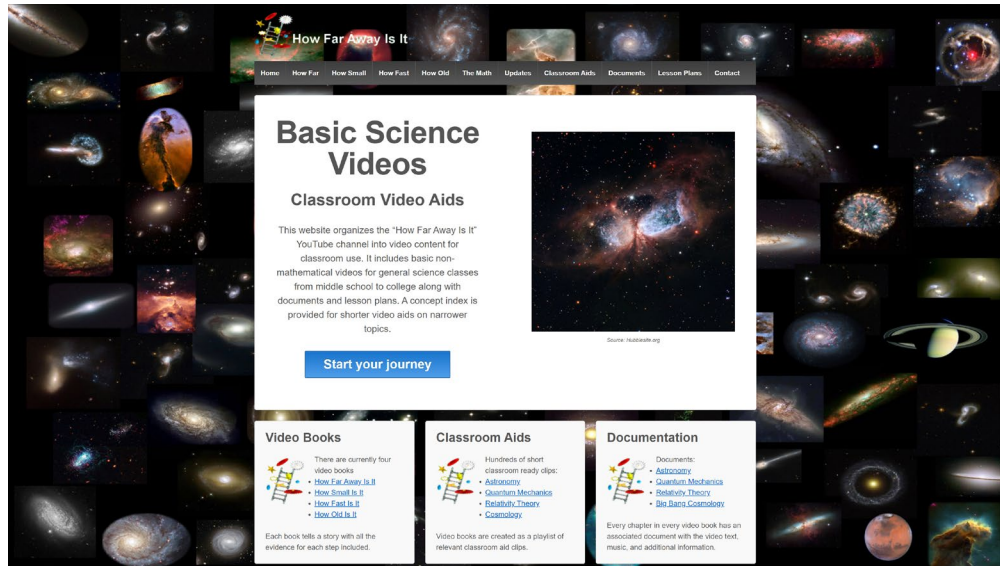 How Far Away Is It
Home How Far How Small How Fast How Old The Math Updates Classroom Aids Documents Lesson Plans Contact
Basic Science
Videos
Classroom Video Aids
This website organizes the “How Far Away Is It”
YouTube channel into video content for
classroom use. It includes basic non-
mathematical videos for general science classes
from middle school to college along with
documents and lesson plans. A concept index is
provided for shorter video aids on narrower
topics.
Start your journey
Source: Hubblesite.org
Video Books
There are currently four
video books
• How Far Away Is It
• How Small Is It
• How Fast Is It
• How Old Is It
Each book tells a story with all the
evidence for each step included.
Classroom Aids
Hundreds of short
classroom ready clips:
• Astronomy
• Quantum Mechanics
• Relativity Theory
• Cosmology
Video books are created as a playlist of
relevant classroom aid clips.
Documentation
Documents:
• Astronomy
• Quantum Mechanics
• Relativity Theory
• Big Bang Cosmology
Every chapter in every video book has an
associated document with the video text,
music, and additional information.